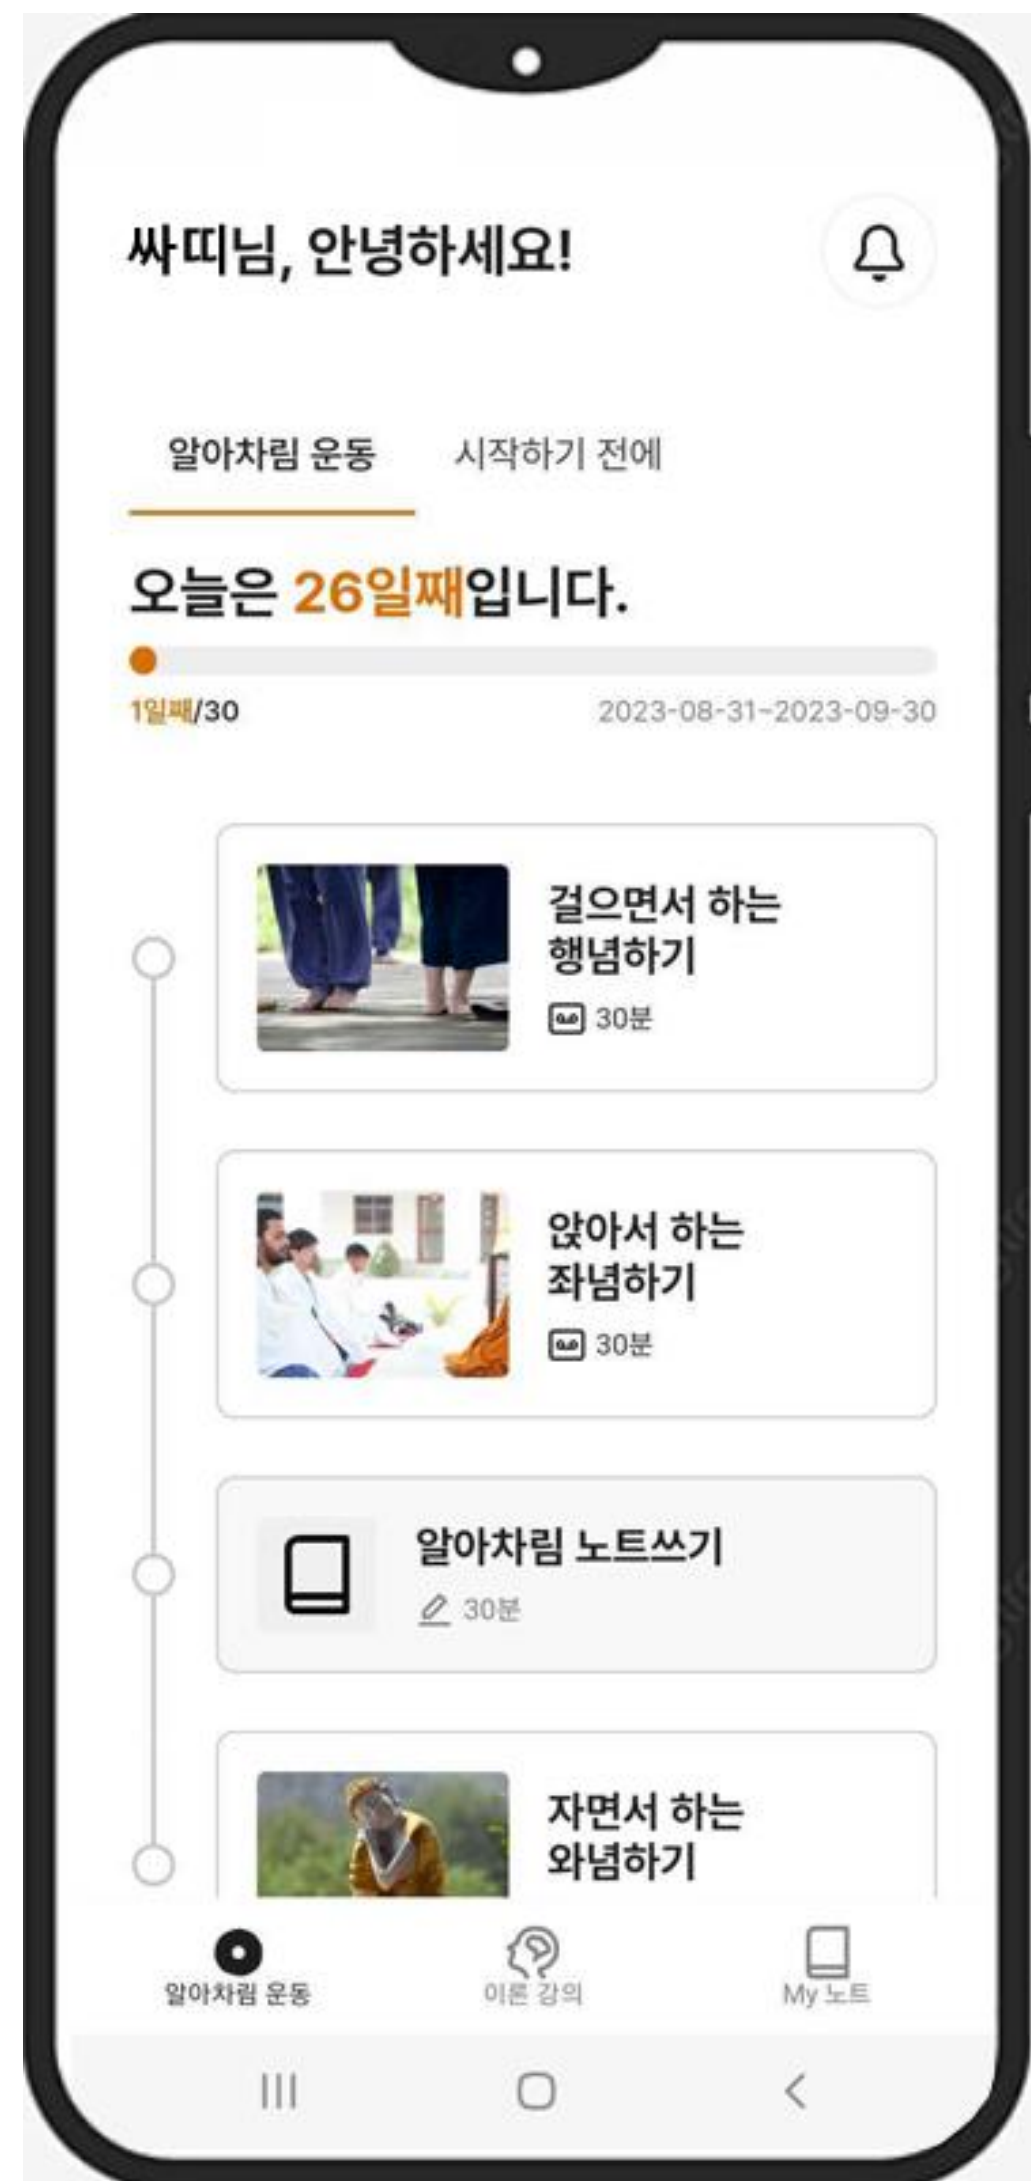 싸띠님, 안녕하세요!
알아차림 운동 시작하기 전에
오늘은 26일째입니다.
1일째/30 2023-08-31~2023-09-30
걸으면서 하는
행념하기
30분
앉아서 하는
좌념하기
30분
알아차림 노트쓰기
30분
자면서 하는
와념하기
알아차림 운동 이론 강의 My 노트